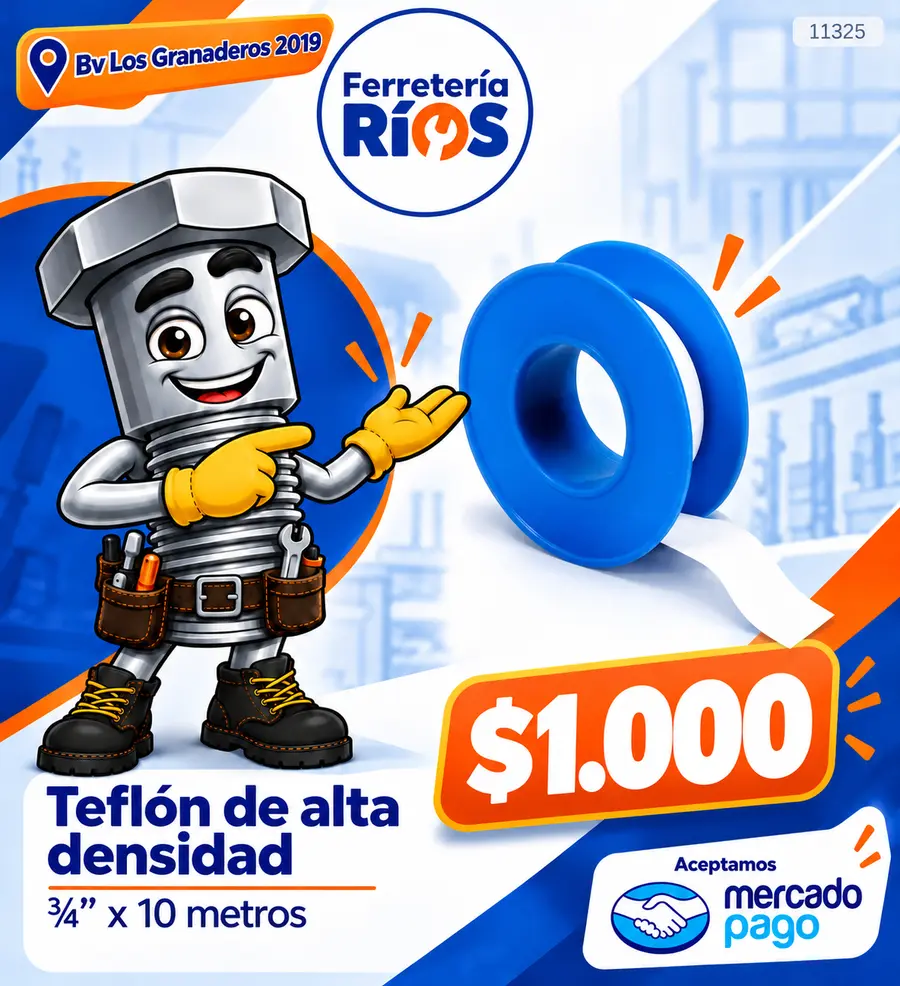 Bv Los Granaderos 2019
Ferretería
RÍOS
11325
$1.000
Teflón de alta
densidad
¾” x 10 metros
Aceptamos
mercado
pago